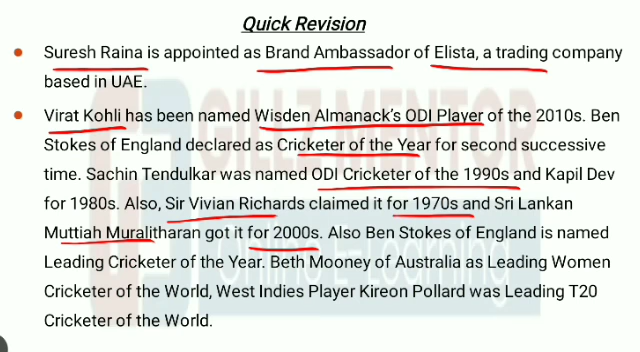 Quick Revision
• Suresh Raina is appointed as Brand Ambassador of Elista, a trading company
based in UAE.
• Virat Kohli has been named Wisden Almanack's ODI Player of the 2010s. Ben
Stokes of England declared as Cricketer of the Year for second successive
time. Sachin Tendulkar was named ODI Cricketer of the 1990s and Kapil Dev
for 1980s. Also, Sir Vivian Richards claimed it for 1970s and Sri Lankan
Muttiah Muralitharan got it for 2000s. Also Ben Stokes of England is named
Leading Cricketer of the Year. Beth Mooney of Australia as Leading Women
Cricketer of the World, West Indies Player Kireon Pollard was Leading T20
Cricketer of the World.
GILLZ MENTOR
Online E-Learning